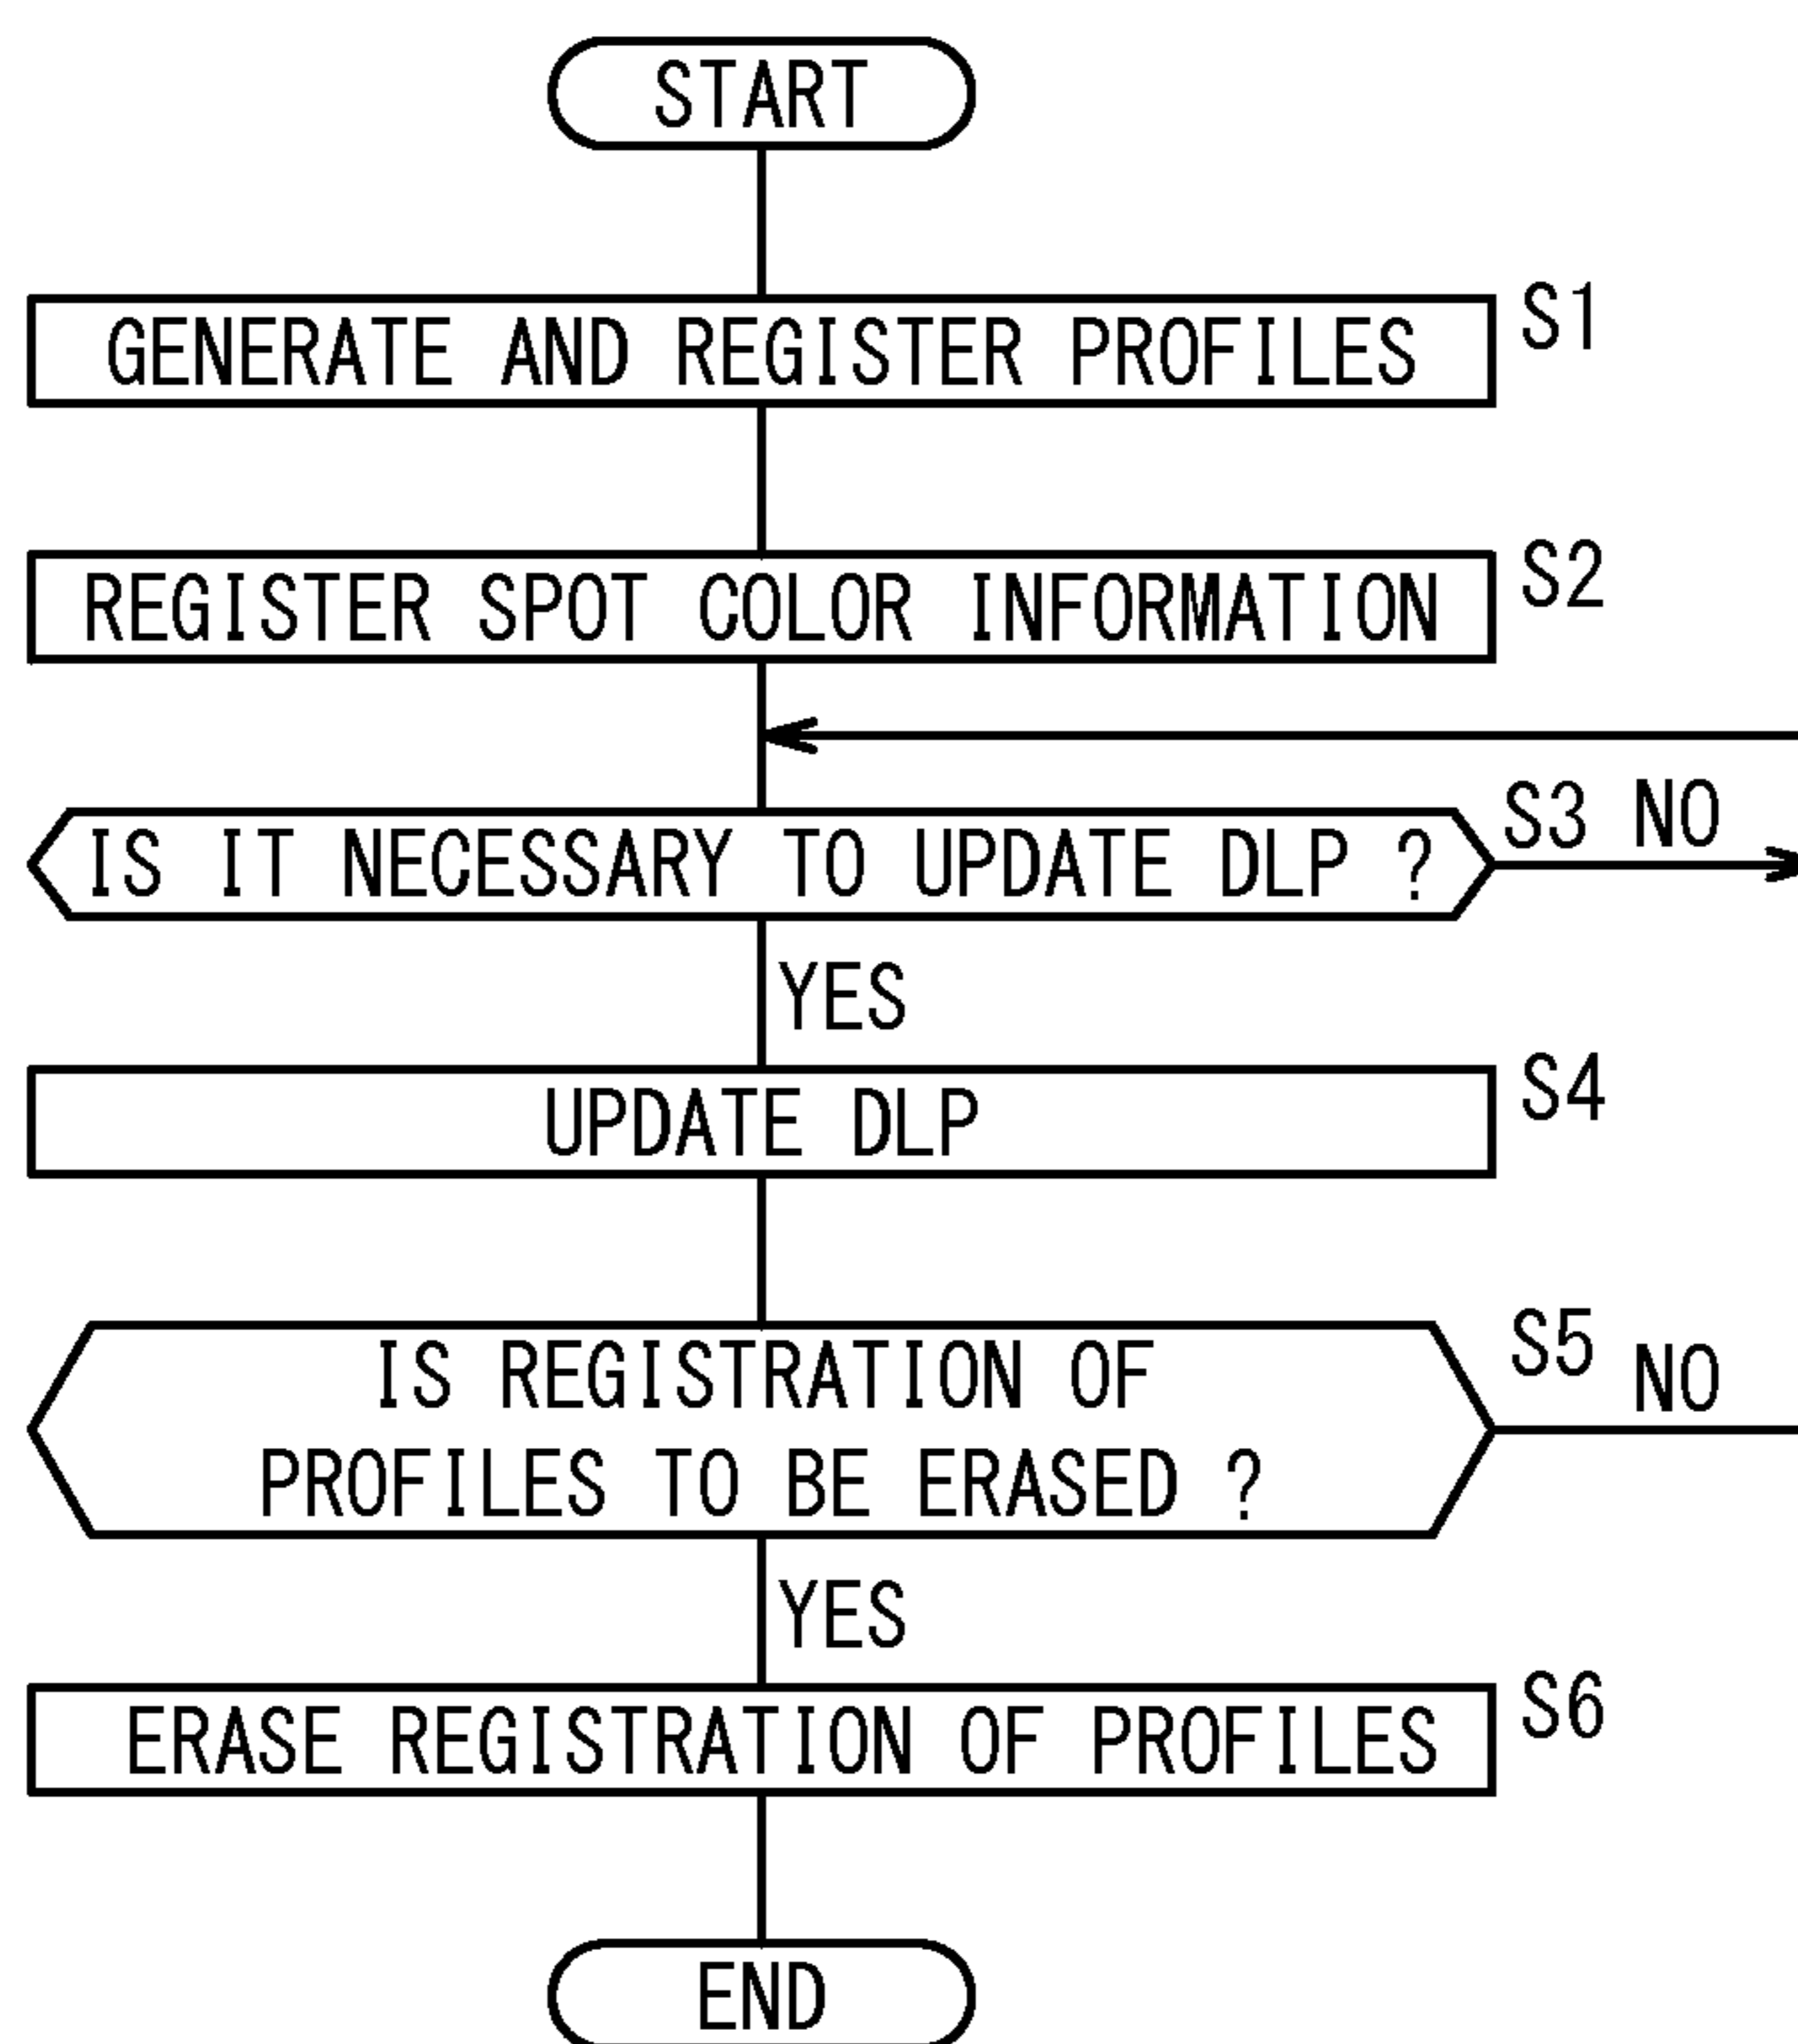 START
GENERATE AND REGISTER PROFILES
S1
REGISTER SPOT COLOR INFORMATION
S2
IS IT NECESSARY TO UPDATE DLP ?
S3 NO
YES
UPDATE DLP
S4
IS REGISTRATION OF
PROFILES TO BE ERASED ?
S5 NO
YES
ERASE REGISTRATION OF PROFILES
S6
END